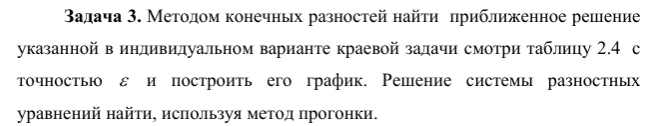 Задача 3. Методом конечных разностей найти приближенное решение
указанной в индивидуальном варианте краевой задачи смотри таблицу 2.4 с
точностью ε и построить его график. Решение системы разностных
уравнений найти, используя метод прогонки.